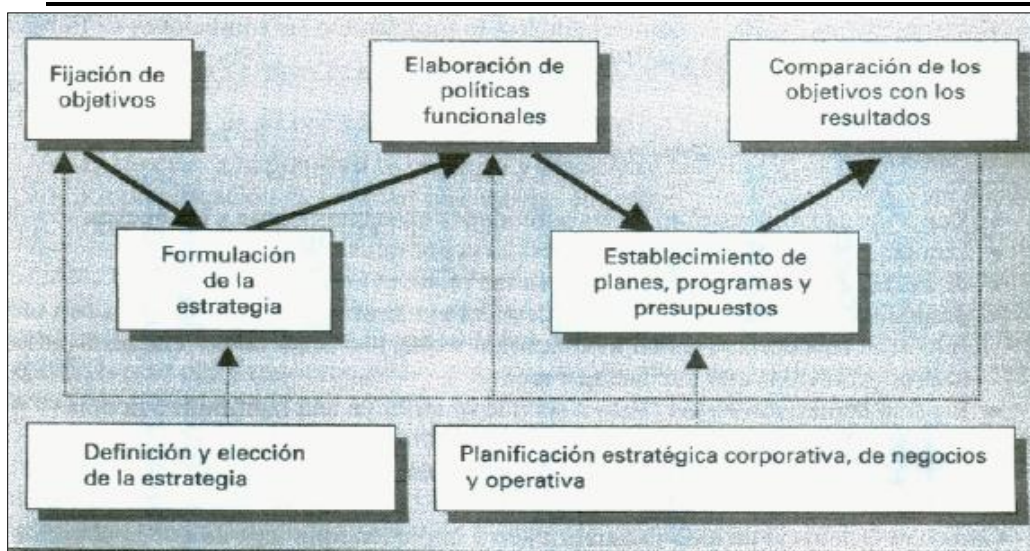 Fijación de
objetivos
Elaboración de
políticas
funcionales
Comparación de los
objetivos con los
resultados
Formulación
de la
estrategia
Establecimiento de
planes, programas y
presupuestos
Definición y elección
de la estrategia
Planificación estratégica corporativa, de negocios
y operativa